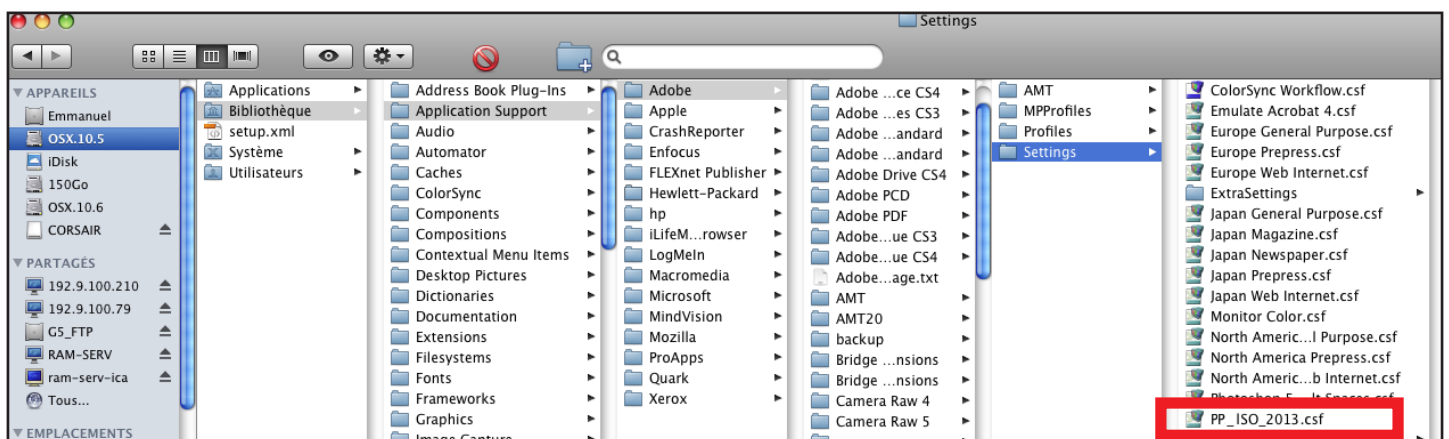 Settings
APPAREILS
Emmanuel
OSX.10.5
iDisk
150Go
OSX.10.6
CORSAIR
PARTAGÉS
192.9.100.210
192.9.100.79
G5_FTP
RAM-SERV
ram-serv-ica
Tous...
EMPLACEMENTS
Applications
Bibliothèque
setup.xml
Système
Utilisateurs
Address Book Plug-Ins
Application Support
Audio
Automator
Caches
ColorSync
Components
Compositions
Contextual Menu Items
Desktop Pictures
Dictionaries
Documentation
Extensions
Filesystems
Fonts
Frameworks
Graphics
Image Capture
Adobe
Apple
CrashReporter
Enfocus
FLEXnet Publisher
Hewlett-Packard
hp
iLifeM...rowser
LogMeIn
Macromedia
Microsoft
MindVision
Mozilla
ProApps
Quark
Xerox
Adobe ...ce CS4
Adobe ...es CS3
Adobe ...andard
Adobe ...andard
Adobe Drive CS4
Adobe PCD
Adobe PDF
Adobe...ue CS3
Adobe...ue CS4
Adobe...age.txt
AMT
AMT20
backup
Bridge ...nsions
Bridge ...nsions
Camera Raw 4
Camera Raw 5
AMT
MPProfiles
Profiles
Settings
ColorSync Workflow.csf
Emulate Acrobat 4.csf
Europe General Purpose.csf
Europe Prepress.csf
Europe Web Internet.csf
ExtraSettings
Japan General Purpose.csf
Japan Magazine.csf
Japan Newspaper.csf
Japan Prepress.csf
Japan Web Internet.csf
Monitor Color.csf
North Americ...l Purpose.csf
North America Prepress.csf
North Americ...b Internet.csf
PP_ISO_2013.csf